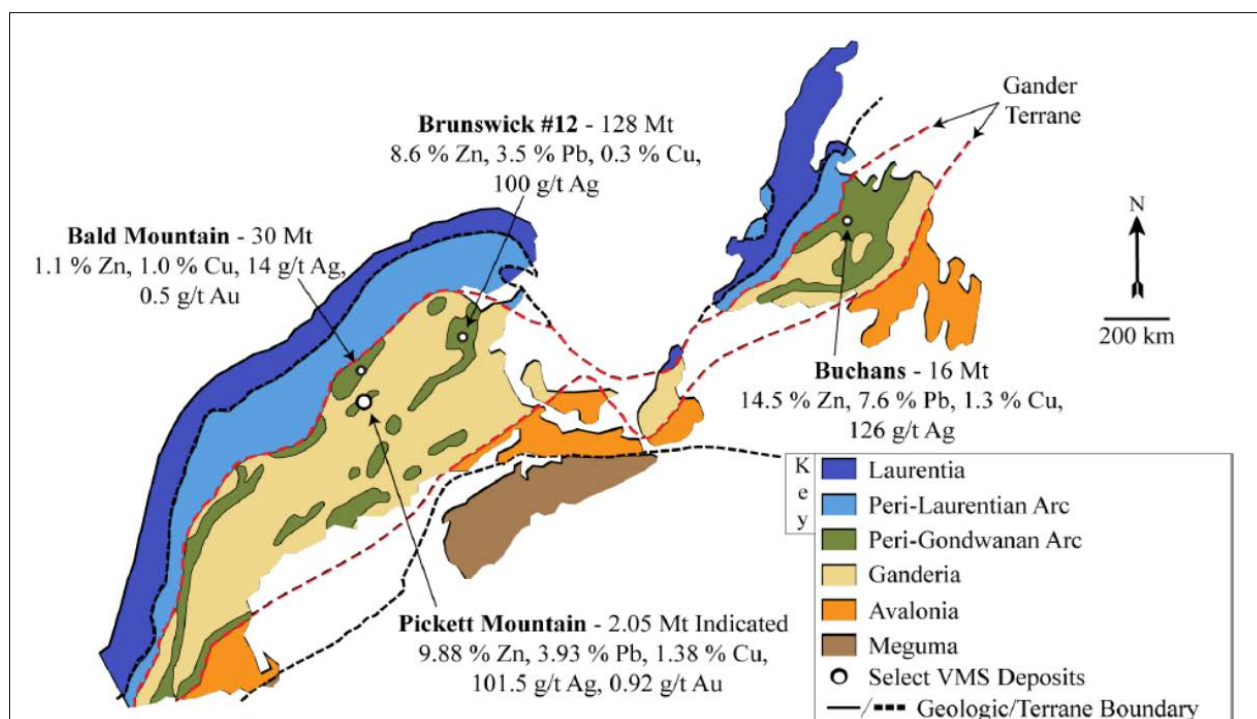 Gander
Terrane
Brunswick #12 - 128 Mt
8.6 % Zn, 3.5 % Pb, 0.3 % Cu,
100 g/t Ag
Bald Mountain - 30 Mt
1.1 % Zn, 1.0 % Cu, 14 g/t Ag,
0.5 g/t Au
N
200 km
Buchans - 16 Mt
14.5 % Zn, 7.6 % Pb, 1.3 % Cu,
126 g/t Ag
Pickett Mountain - 2.05 Mt Indicated
9.88 % Zn, 3.93 % Pb, 1.38 % Cu,
101.5 g/t Ag, 0.92 g/t Au
K
e
y
Laurentia
Peri-Laurentian Arc
Peri-Gondwanan Arc
Ganderia
Avalonia
Meguma
Select VMS Deposits
Geologic/Terrane Boundary